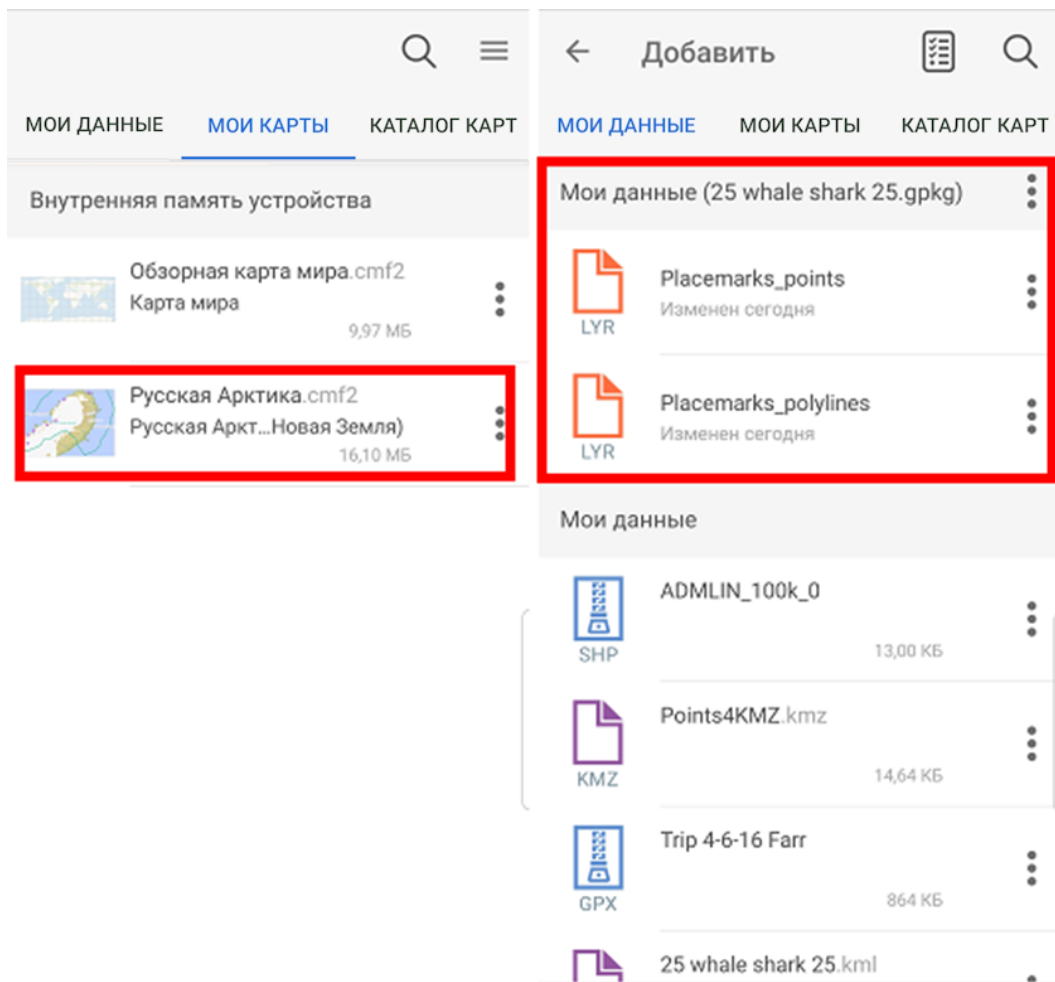 МОИ ДАННЫЕ
МОИ КАРТЫ
КАТАЛОГ КАРТ
Внутренняя память устройства
Обзорная карта мира.cmf2
Карта мира
9,97 МБ
Русская Арктика.cmf2
Русская Аркт...Новая Земля)
16,10 МБ
Добавить
МОИ ДАННЫЕ
МОИ КАРТЫ
КАТАЛОГ КАРТ
Мои данные (25 whale shark 25.gpkg)
Placemarks_points
Изменен сегодня
LYR
Placemarks_polylines
Изменен сегодня
LYR
Мои данные
ADMLIN_100k_0
SHP
13,00 КБ
Points4KMZ.kmz
KMZ
14,64 КБ
Trip 4-6-16 Farr
GPX
864 КБ
25 whale shark 25.kml